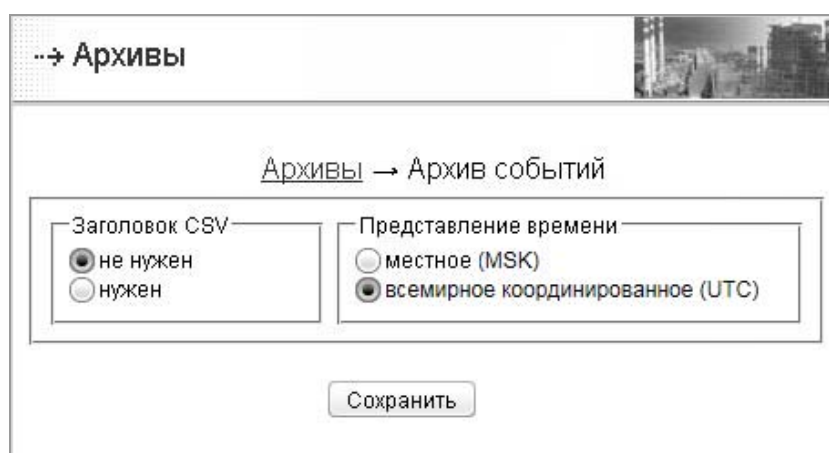 ⇢ Архивы
Архивы → Архив событий
Заголовок CSV
не нужен
нужен
Представление времени
местное (MSK)
всемирное координированное (UTC)
Сохранить